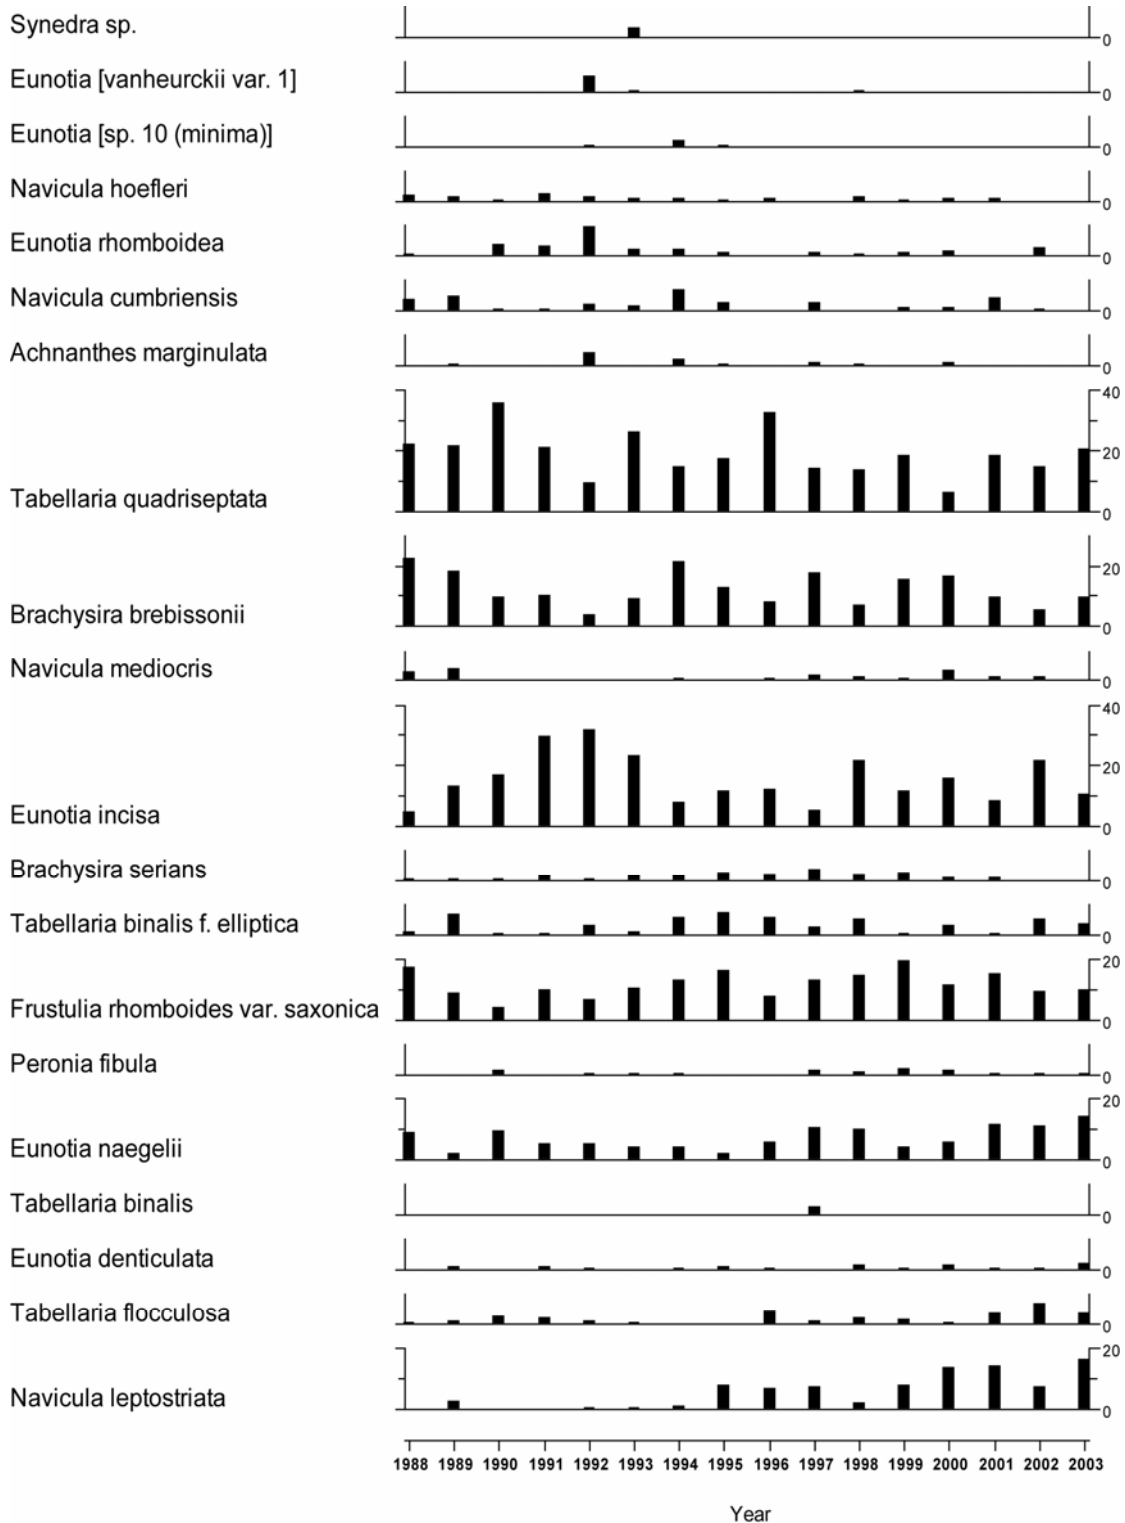 Synedra sp.
0
Eunotia [vanheurckii var. 1]
0
Eunotia [sp. 10 (minima)]
0
Navicula hoefleri
0
Eunotia rhomboidea
0
Navicula cumbriensis
0
Achnanthes marginulata
0
40
20
Tabellaria quadriseptata
0
20
Brachysira brebissonii
0
Navicula mediocris
0
40
20
Eunotia incisa
0
Brachysira serians
0
Tabellaria binalis f. elliptica
0
20
Frustulia rhomboides var. saxonica
0
Peronia fibula
0
20
Eunotia naegelii
0
Tabellaria binalis
0
Eunotia denticulata
0
Tabellaria flocculosa
0
20
Navicula leptostriata
0
1988 1989 1990 1991 1992 1993 1994 1995 1996 1997 1998 1999 2000 2001 2002 2003
Year